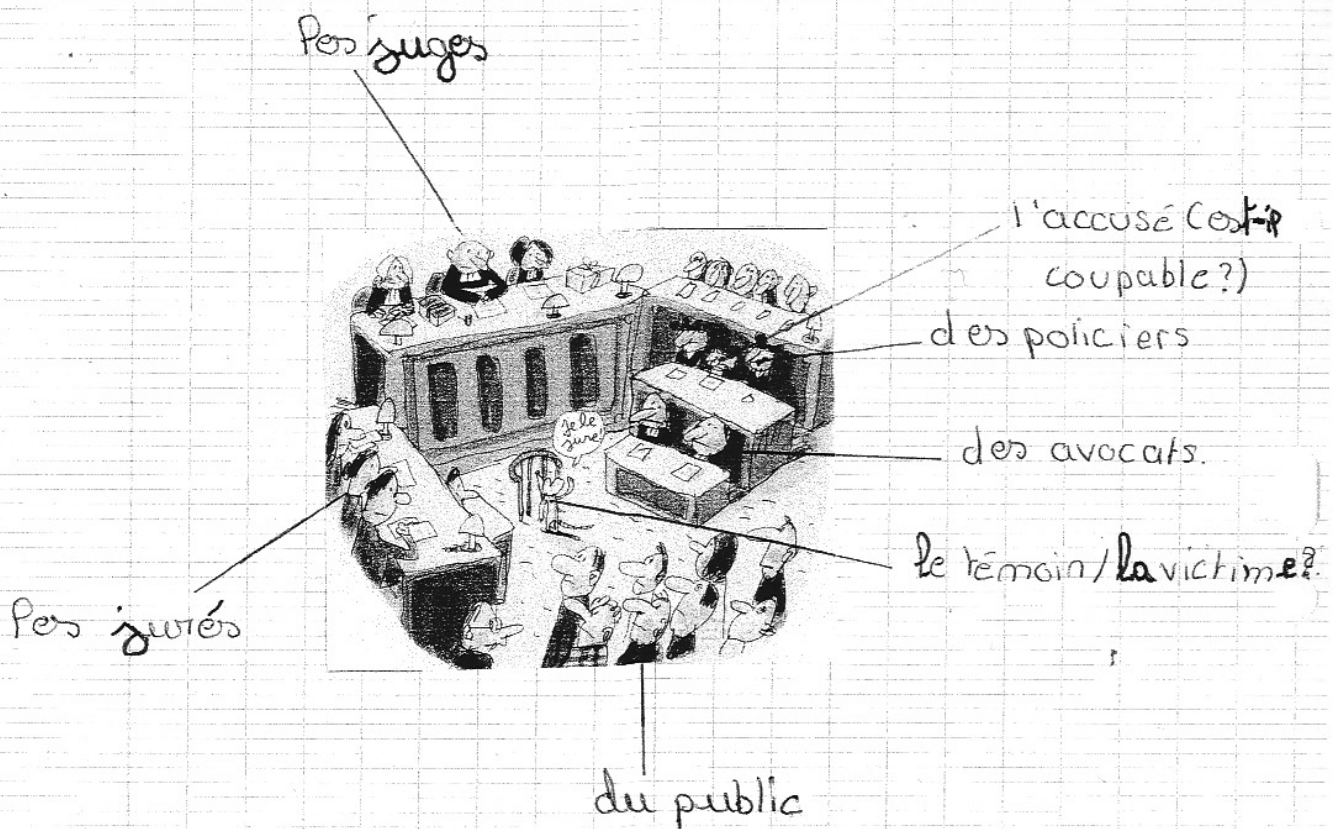 les juges
l'accusé (est-il
coupable?)
des policiers
Je le
jure!
des avocats.
le témoin/la victime?
les jurés
du public